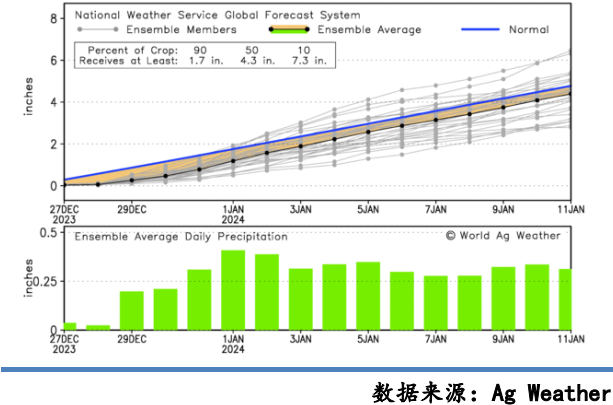 National Weather Service Global Forecast System
Ensemble Members Ensemble Average Normal
Percent of Crop: 90 50 10
Receives at Least: 1.7 in. 4.3 in. 7.3 in.
inches
8
6
4
2
0
27DEC 29DEC 1JAN 3JAN 5JAN 7JAN 9JAN 11JAN
2023 2024
Ensemble Average Daily Precipitation © World Ag Weather
inches
0.5
0.25
0
27DEC 29DEC 1JAN 3JAN 5JAN 7JAN 9JAN 11JAN
2023 2024
数据来源: Ag Weather